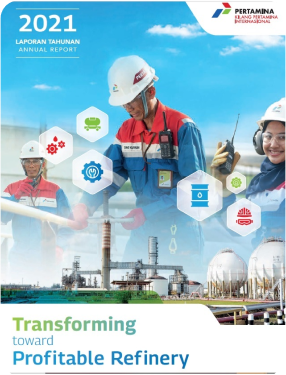 2021
LAPORAN TAHUNAN
ANNUAL REPORT
PERTAMINA
KILANG PERTAMINA
INTERNASIONAL
Transforming
toward
Profitable Refinery